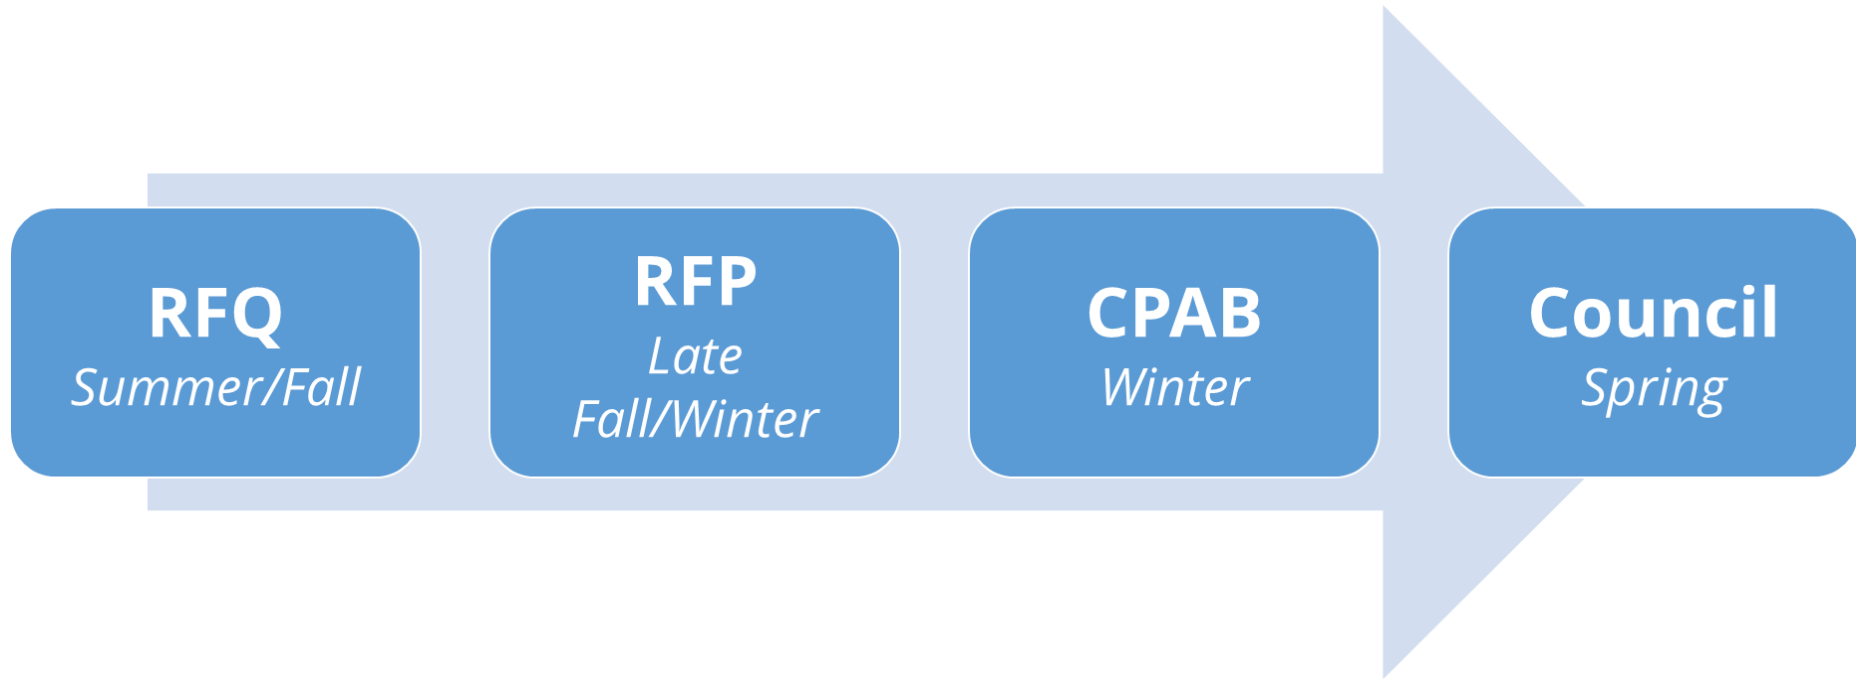 RFQ
Summer/Fall
RFP
Late
Fall/Winter
CPAB
Winter
Council
Spring